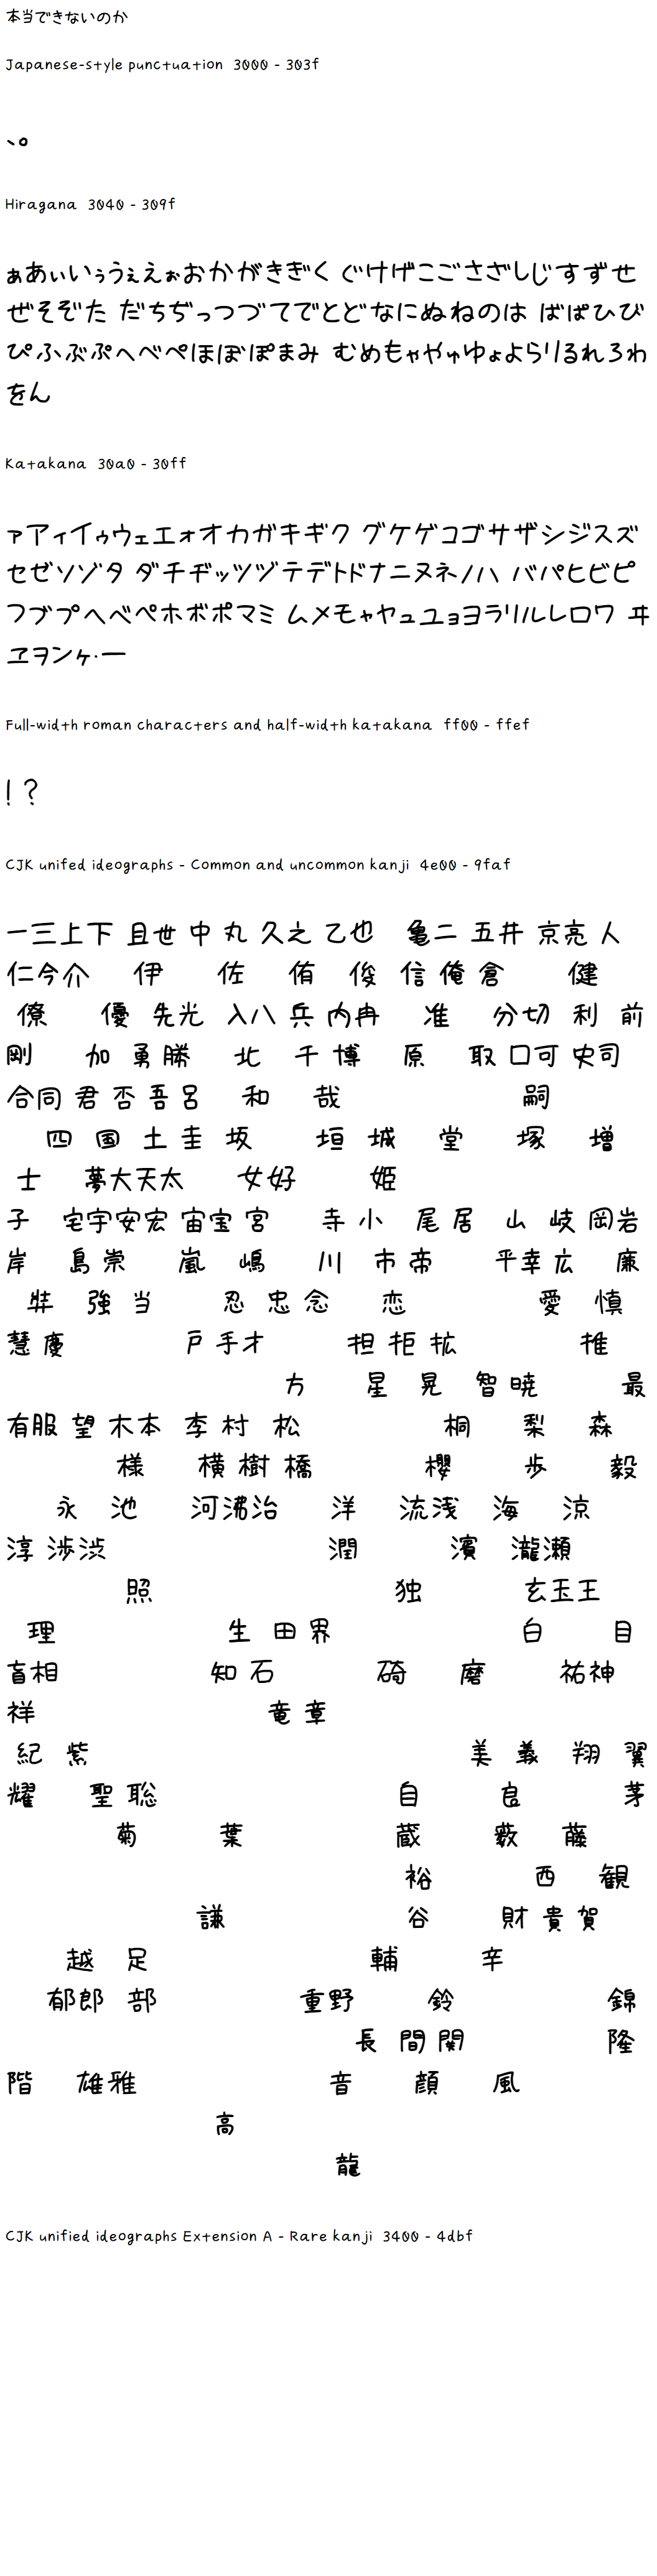 本当できないのか
Japanese-style punctuation 3000 - 303f
、。
Hiragana 3040 - 309f
ぁあぃいぅうぇえぉおかがきぎく ぐけげこごさざしじすずせ
ぜそぞた だちぢっつづてでとどなにぬねのは ばぱひび
ぴふぶぷへべぺほぼぽまみ むめもゃやゅゆょよらりるれろわ
をん
Katakana 30a0 - 30ff
ァアィイゥウェエォオカガキギク グケゲコゴサザシジスズ
セゼソゾタ ダチヂッツヅテデトドナニヌネノハ バパヒビピ
フブプヘベペホボポマミ ムメモャヤュユョヨラリルレロワ ヰ
ヱヲンヶ・ー
Full-width roman characters and half-width katakana ff00 - ffef
！？
CJK unifed ideographs - Common and uncommon kanji 4e00 - 9faf
一三上下 且世 中 丸 久之 乙也 亀二 五井 京亮 人
仁今介 伊 佐 侑 俊 信 俺 倉 健
僚 優 先光 入八 兵 内冉 准 分切 利 前
剛 加 勇 勝 北 千 博 原 取 口可 史司
合同 君 否 吾 呂 和 哉 嗣
四 国 土 圭 坂 垣 城 堂 塚 増
士 夢大天太 女好 姫
子 宅宇安宏 宙宝 宮 寺 小 尾 居 山 岐 岡岩
岸 島 崇 嵐 嶋 川 市 帝 平幸 広 廉
弉 強 当 忍 忠 念 恋 愛 慎
慧 慶 戸 手才 担 拒 拡 推
方 星 晃 智 暁 最
有服 望 木本 李 村 松 桐 梨 森
様 横 樹 橋 櫻 歩 毅
永 池 河沸治 洋 流浅 海 涼
淳 渉渋 潤 濱 瀧瀬
照 独 玄玉王
理 生 田 界 白 目
盲相 知 石 碕 磨 祐神
祥 竜 章
紀 紫 美 義 翔 翼
耀 聖 聡 自 良 茅
菊 葉 蔵 薮 藤
裕 西 観
謙 谷 財 貴 賀
越 足 輔 辛
郁郎 部 重野 鈴 錦
長 間 関 隆
階 雄雅 音 顔 風
高
龍
CJK unified ideographs Extension A - Rare kanji 3400 - 4dbf